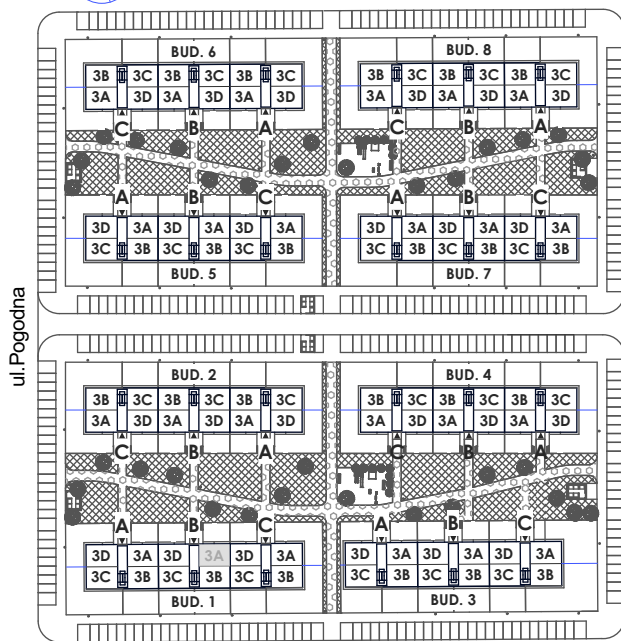 BUD. 6 BUD. 8
3B 3C 3B 3C 3B 3C 3B 3C 3B 3C 3B 3C
3A 3D 3A 3D 3A 3D 3A 3D 3A 3D 3A 3D
C B A C B A
A B C A B C
3D 3A 3D 3A 3D 3A 3D 3A 3D 3A 3D 3A
3C 3B 3C 3B 3C 3B 3C 3B 3C 3B 3C 3B
BUD. 5 BUD. 7
ul.Pogodna
BUD. 2 BUD. 4
3B 3C 3B 3C 3B 3C 3B 3C 3B 3C 3B 3C
3A 3D 3A 3D 3A 3D 3A 3D 3A 3D 3A 3D
C B A C B A
A B C A B C
3D 3A 3D 3A 3D 3A 3D 3A 3D 3A 3D 3A
3C 3B 3C 3B 3C 3B 3C 3B 3C 3B 3C 3B
BUD. 1 BUD. 3